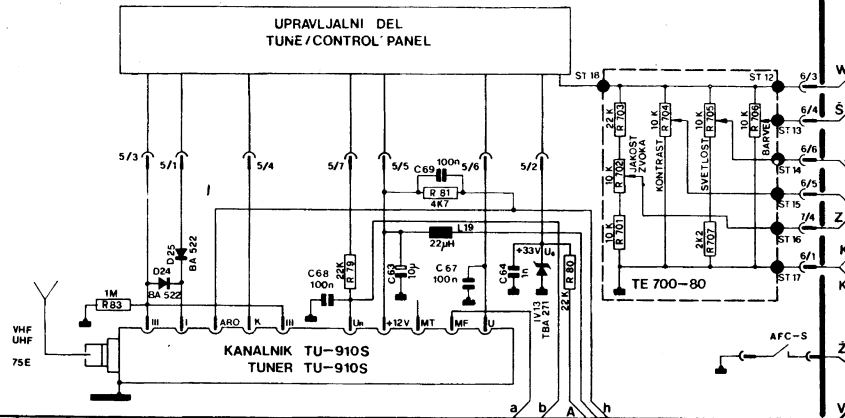 UPRAVLJALNI DEL
TUNE/CONTROL PANEL
ST 18
ST 12
6/3
W
22 K
R 703
10 K
R 704
10 K
R 705
10 K
R 706
BARVE
6/4
Š
ST 13
5/3
5/1
5/4
5/7
5/5
C69
100n
5/6
5/2
R 81
4K7
10 K
R 702
JAKOST
ZVOKA
KONTRAST
SVETLOST
6/6
ST 14
6/5
ST 15
Z
7/4
ST 16
10 K
R 701
2K2
R 707
6/1
K
ST 17
TE 700-80
K
D25
BA 522
D24
BA 522
22K
R 79
C68
100n
C63
10µ
L19
22µH
C 67
100n
+33V
C64
1n
IV13
TBA 271
R 80
22 K
1M
R 83
VHF
UHF
75E
III
I
ARO
K
III
Un
+12V
MT
MF
U
KANALNIK TU-910S
TUNER TU-910S
AFC-S
Ž
a
b
A
h
V